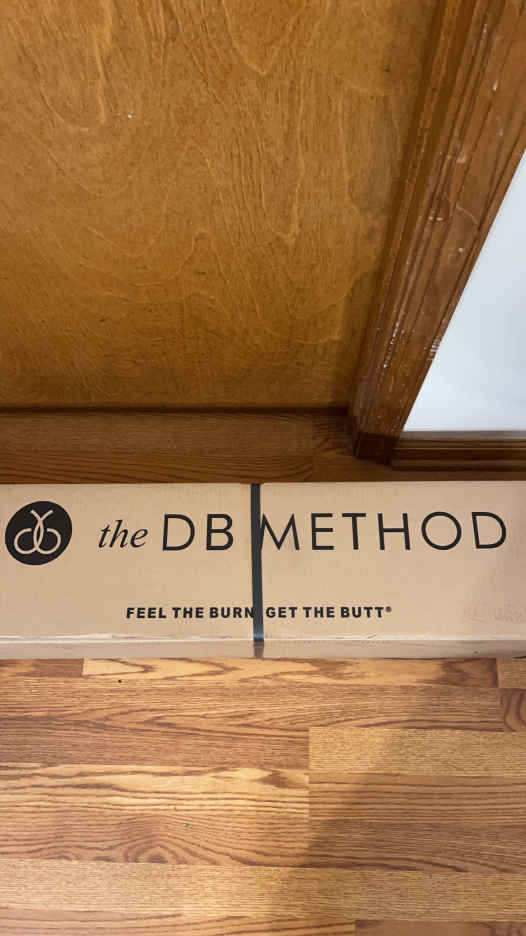 the DB METHOD
FEEL THE BURN GET THE BUTT®